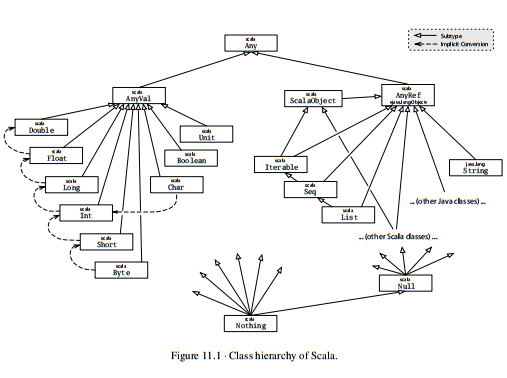 scala
Any
Subtype
Implicit Conversion
scala
AnyVal
scala
ScalaObject
scala
AnyRef
<java.lang.Object>
scala
Double
scala
Unit
scala
Float
scala
Boolean
scala
Iterable
java.lang
String
scala
Long
scala
Char
scala
Seq
scala
Int
scala
List
... (other Java classes) ...
scala
Short
... (other Scala classes) ...
scala
Byte
scala
Null
scala
Nothing
Figure 11.1 · Class hierarchy of Scala.